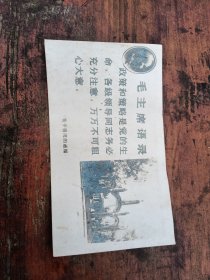 毛主席语录
政策和策略是党的生
命，各级领导同志务必
充分注意，万万不可粗
心大意。